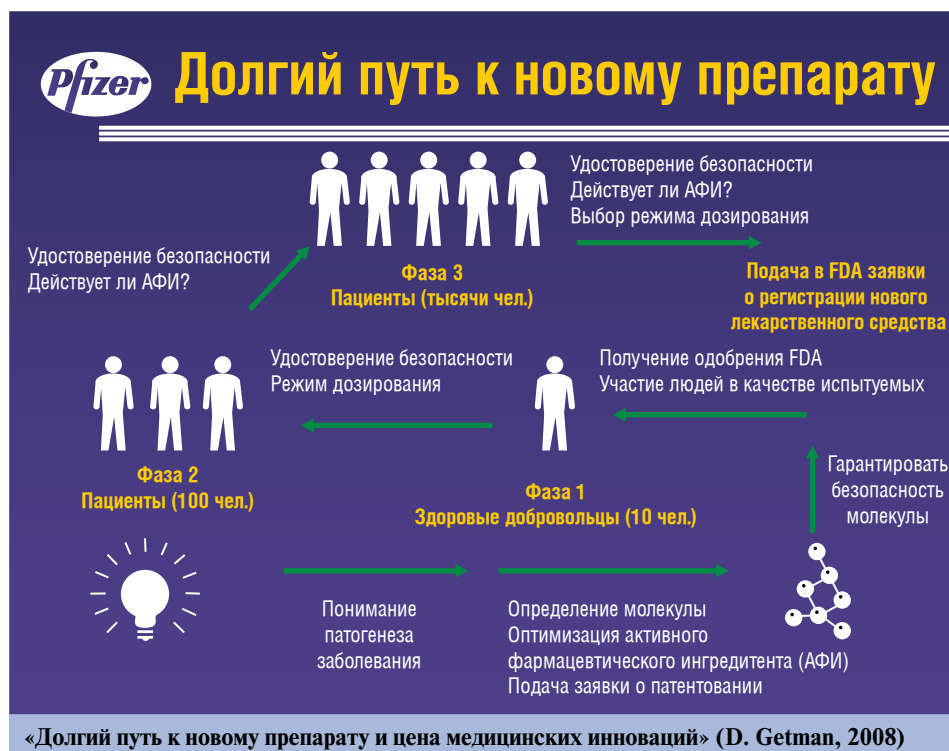 Pfizer
Долгий путь к новому препарату
Удостоверение безопасности
Действует ли АФИ?
Выбор режима дозирования
Удостоверение безопасности
Действует ли АФИ?
Фаза 3
Пациенты (тысячи чел.)
Подача в FDA заявки
о регистрации нового
лекарственного средства
Удостоверение безопасности
Режим дозирования
Получение одобрения FDA
Участие людей в качестве испытуемых
Фаза 2
Пациенты (100 чел.)
Фаза 1
Здоровые добровольцы (10 чел.)
Гарантировать
безопасность
молекулы
Понимание
патогенеза
заболевания
Определение молекулы
Оптимизация активного
фармацевтического ингредитента (АФИ)
Подача заявки о патентовании
«Долгий путь к новому препарату и цена медицинских инноваций» (D. Getman, 2008)